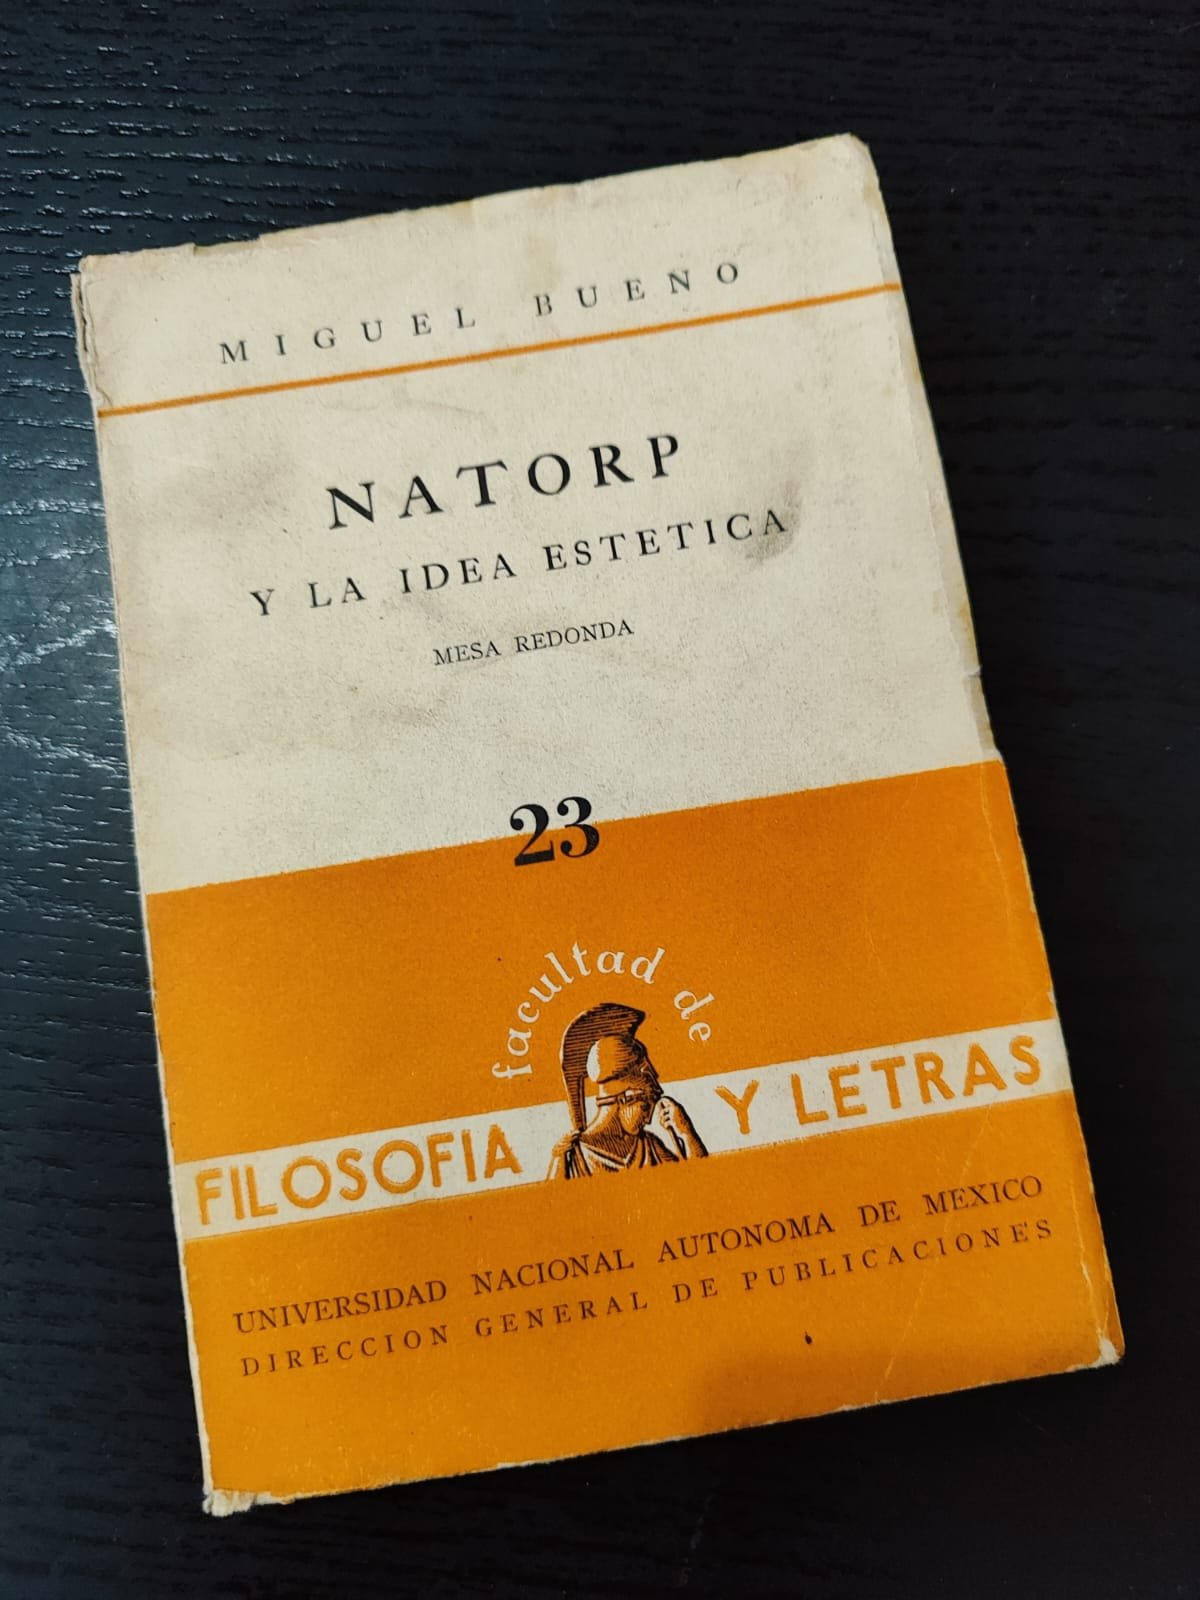 MIGUEL BUENO
NATORP
Y LA IDEA ESTETICA
MESA REDONDA
23
facultad de
FILOSOFIA Y LETRAS
UNIVERSIDAD NACIONAL AUTONOMA DE MEXICO
DIRECCION GENERAL DE PUBLICACIONES